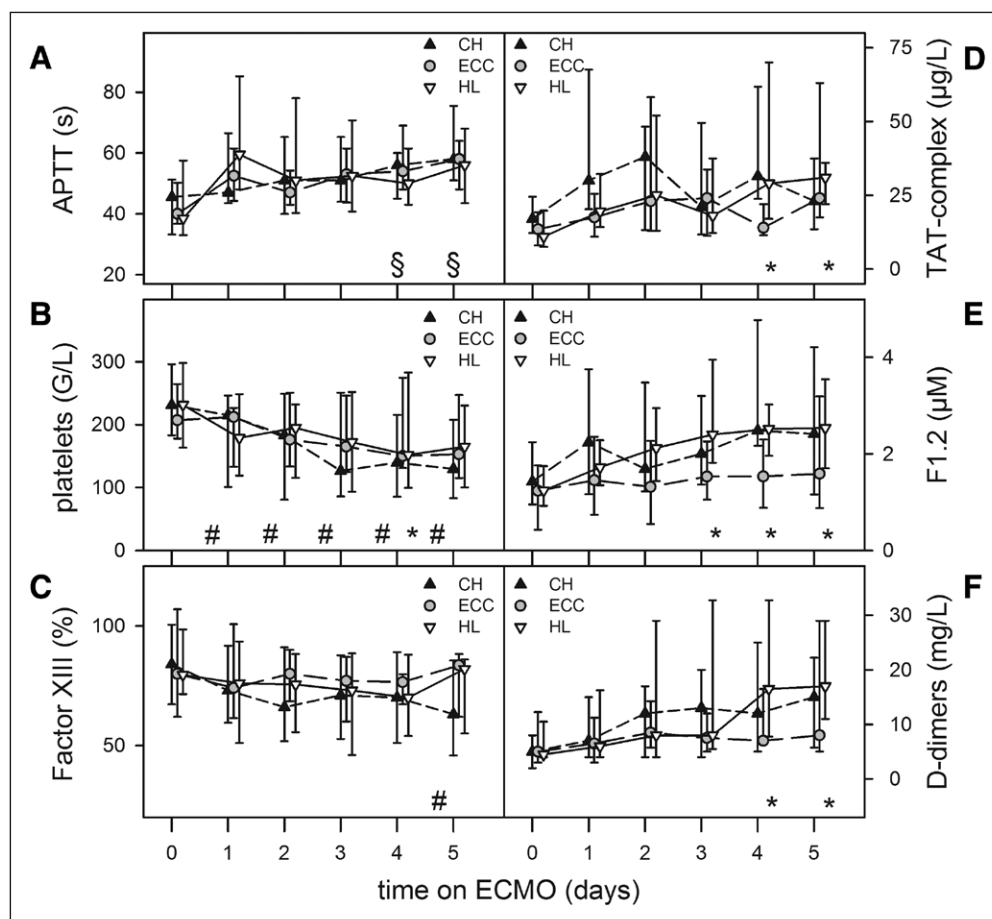 A
APTT (s)
80
60
40
20
CH
ECC
HL
§ §
CH
ECC
HL
D
75
50
25
0
TAT-complex (µg/L)
* *
B
platelets (G/L)
300
200
100
0
CH
ECC
HL
# # # # * #
CH
ECC
HL
E
4
2
0
F1.2 (µM)
* * *
C
Factor XIII (%)
100
50
CH
ECC
HL
#
CH
ECC
HL
F
30
20
10
0
D-dimers (mg/L)
* *
0 1 2 3 4 5 0 1 2 3 4 5
time on ECMO (days)